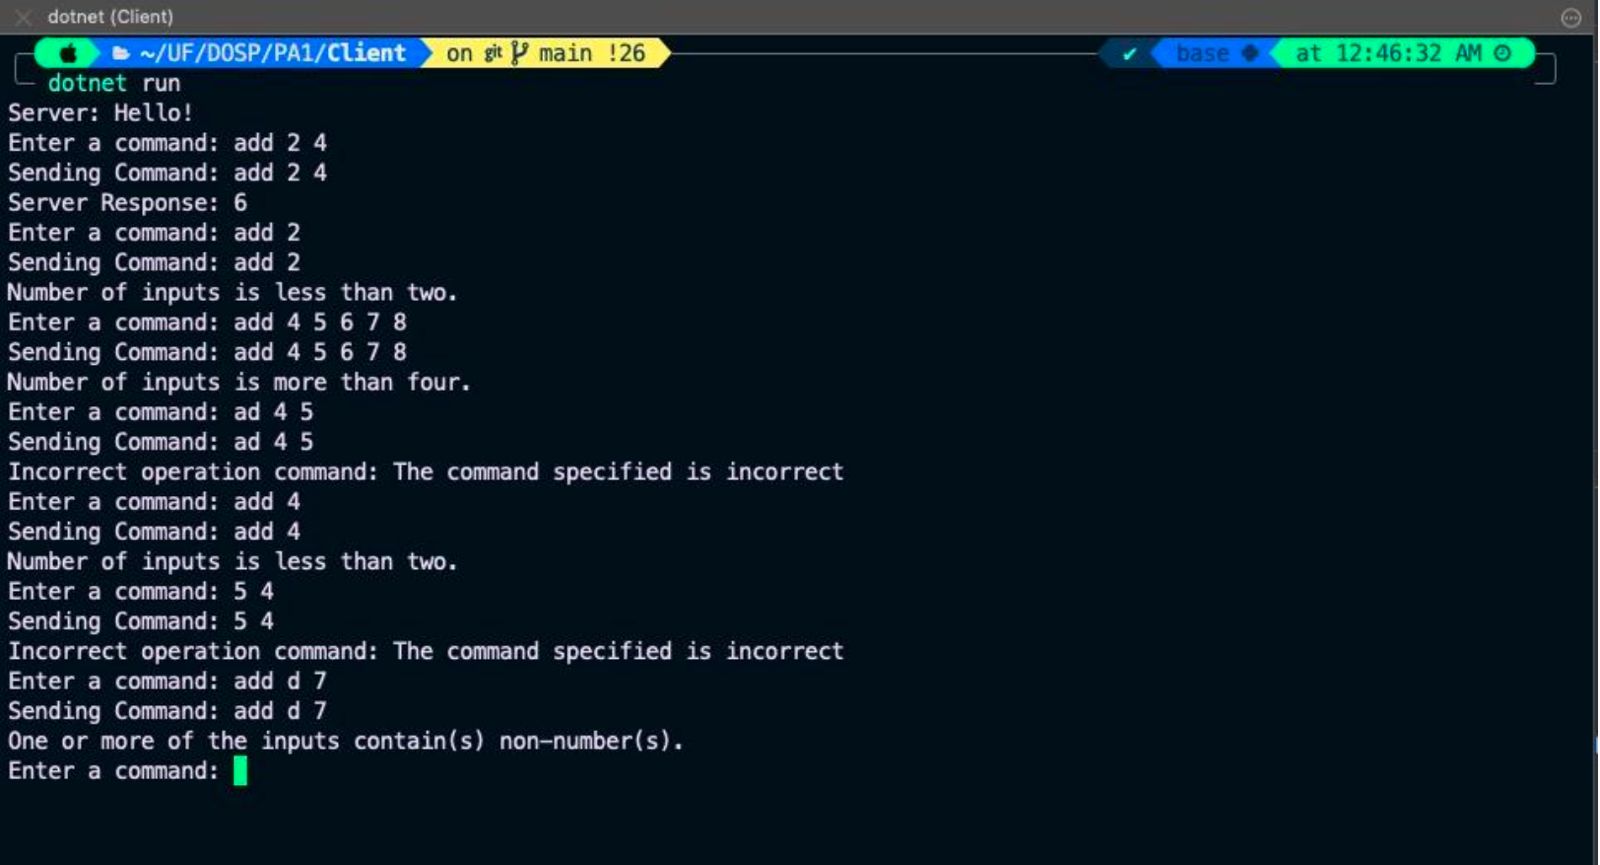 dotnet (Client)
~/UF/DOSP/PA1/Client on git main !26 base at 12:46:32 AM
dotnet run
Server: Hello!
Enter a command: add 2 4
Sending Command: add 2 4
Server Response: 6
Enter a command: add 2
Sending Command: add 2
Number of inputs is less than two.
Enter a command: add 4 5 6 7 8
Sending Command: add 4 5 6 7 8
Number of inputs is more than four.
Enter a command: ad 4 5
Sending Command: ad 4 5
Incorrect operation command: The command specified is incorrect
Enter a command: add 4
Sending Command: add 4
Number of inputs is less than two.
Enter a command: 5 4
Sending Command: 5 4
Incorrect operation command: The command specified is incorrect
Enter a command: add d 7
Sending Command: add d 7
One or more of the inputs contain(s) non-number(s).
Enter a command: